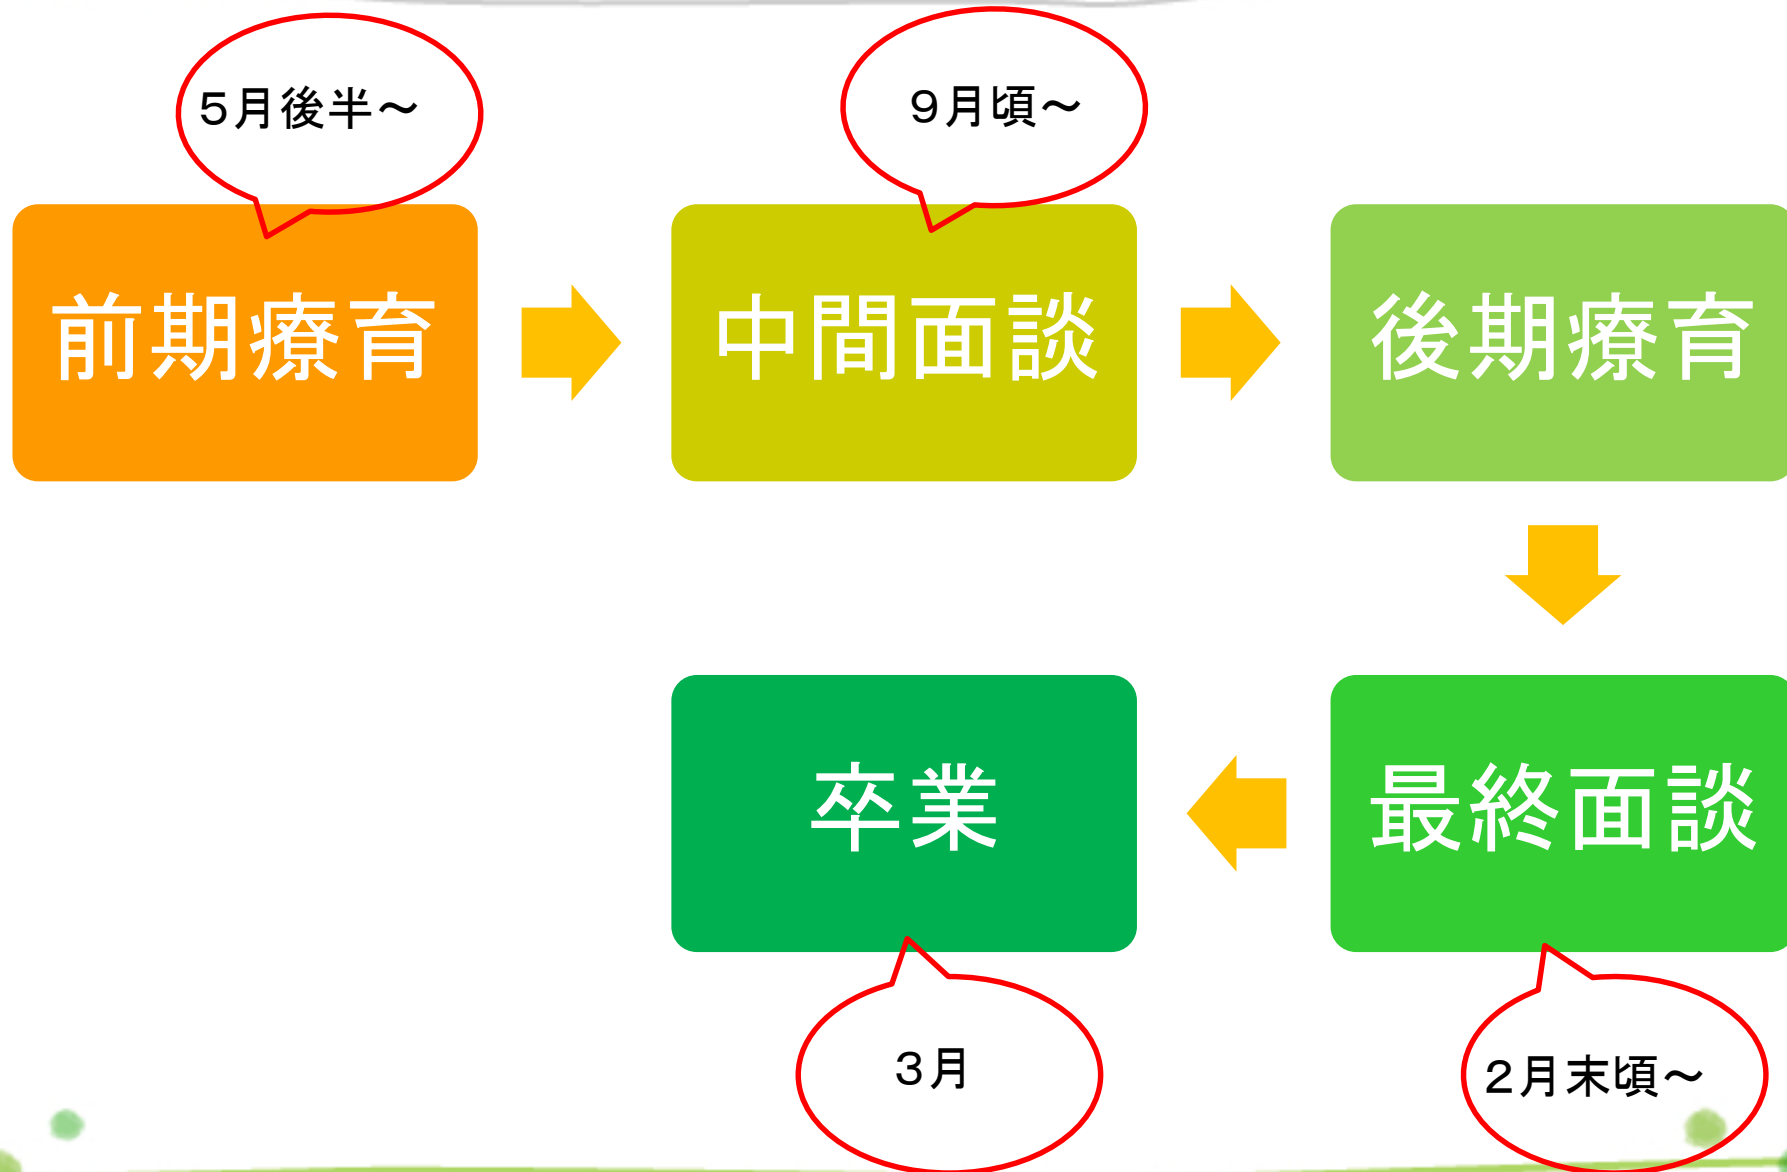 ５月後半～
９月頃～
前期療育
中間面談
後期療育
卒業
最終面談
３月
２月末頃～